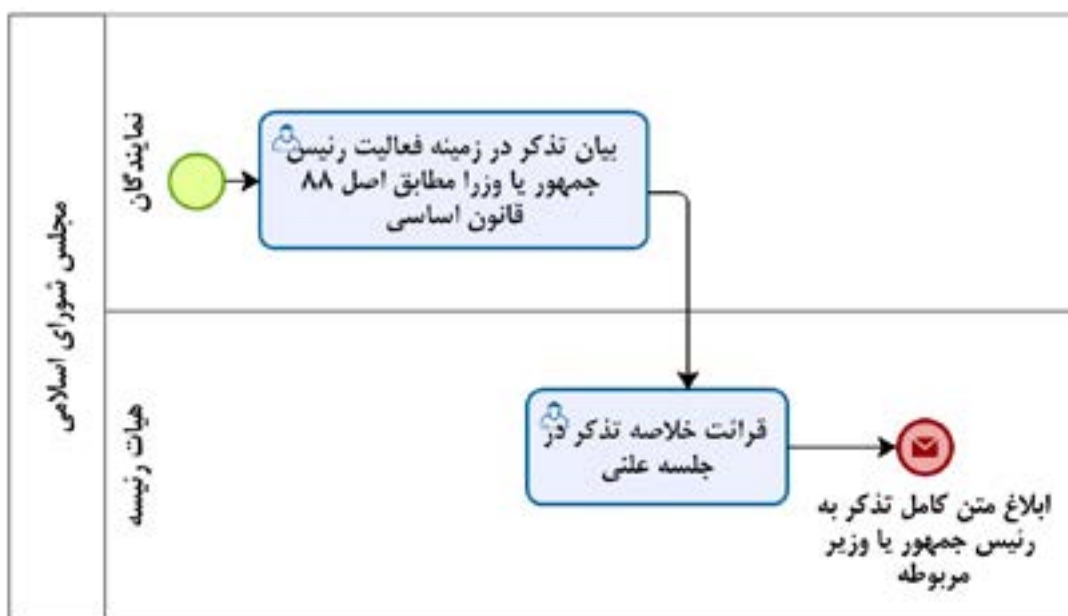 مجلس شورای اسلامی
نمایندگان
بیان تذکر در زمینه فعالیت رئیس
جمهور یا وزرا مطابق اصل ۸۸
قانون اساسی
هیات رئیسه
قرائت خلاصه تذکر در
جلسه علنی
ابلاغ متن کامل تذکر به
رئیس جمهور یا وزیر
مربوطه